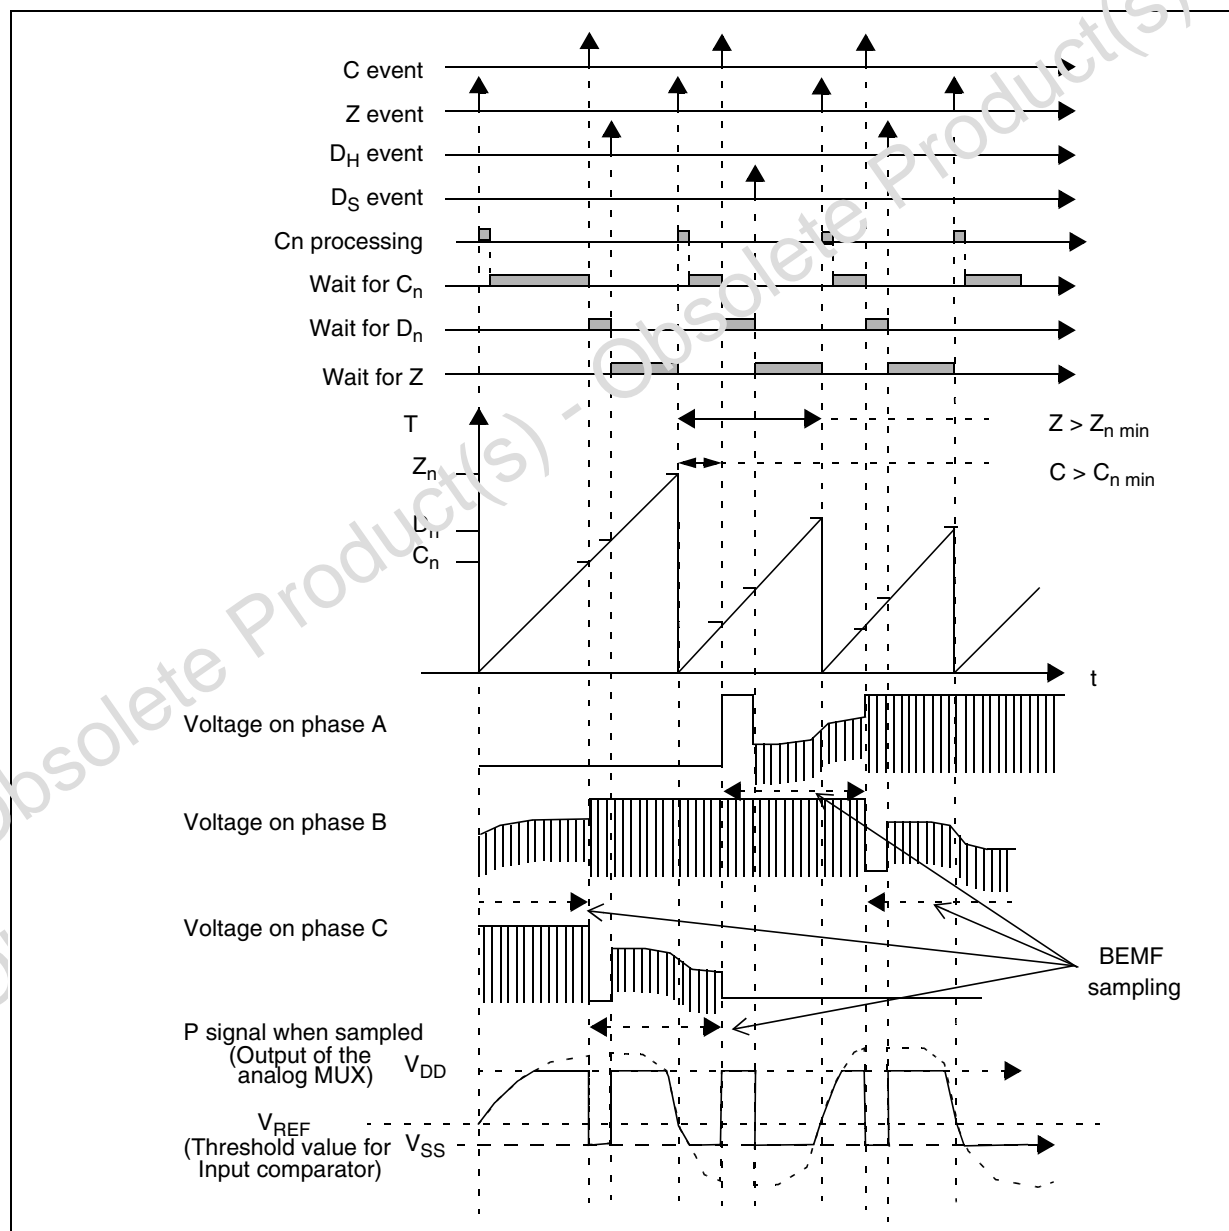 C event
Z event
D_H event
D_S event
Cn processing
Wait for C_n
Wait for D_n
Wait for Z
T
Z > Z_n min
Z_n
C > C_n min
D_n
C_n
t
Voltage on phase A
Voltage on phase B
Voltage on phase C
BEMF
sampling
P signal when sampled
(Output of the
analog MUX)
V_DD
V_REF
(Threshold value for
Input comparator)
V_SS
Obsolete Product(s) - Obsolete Product(s)